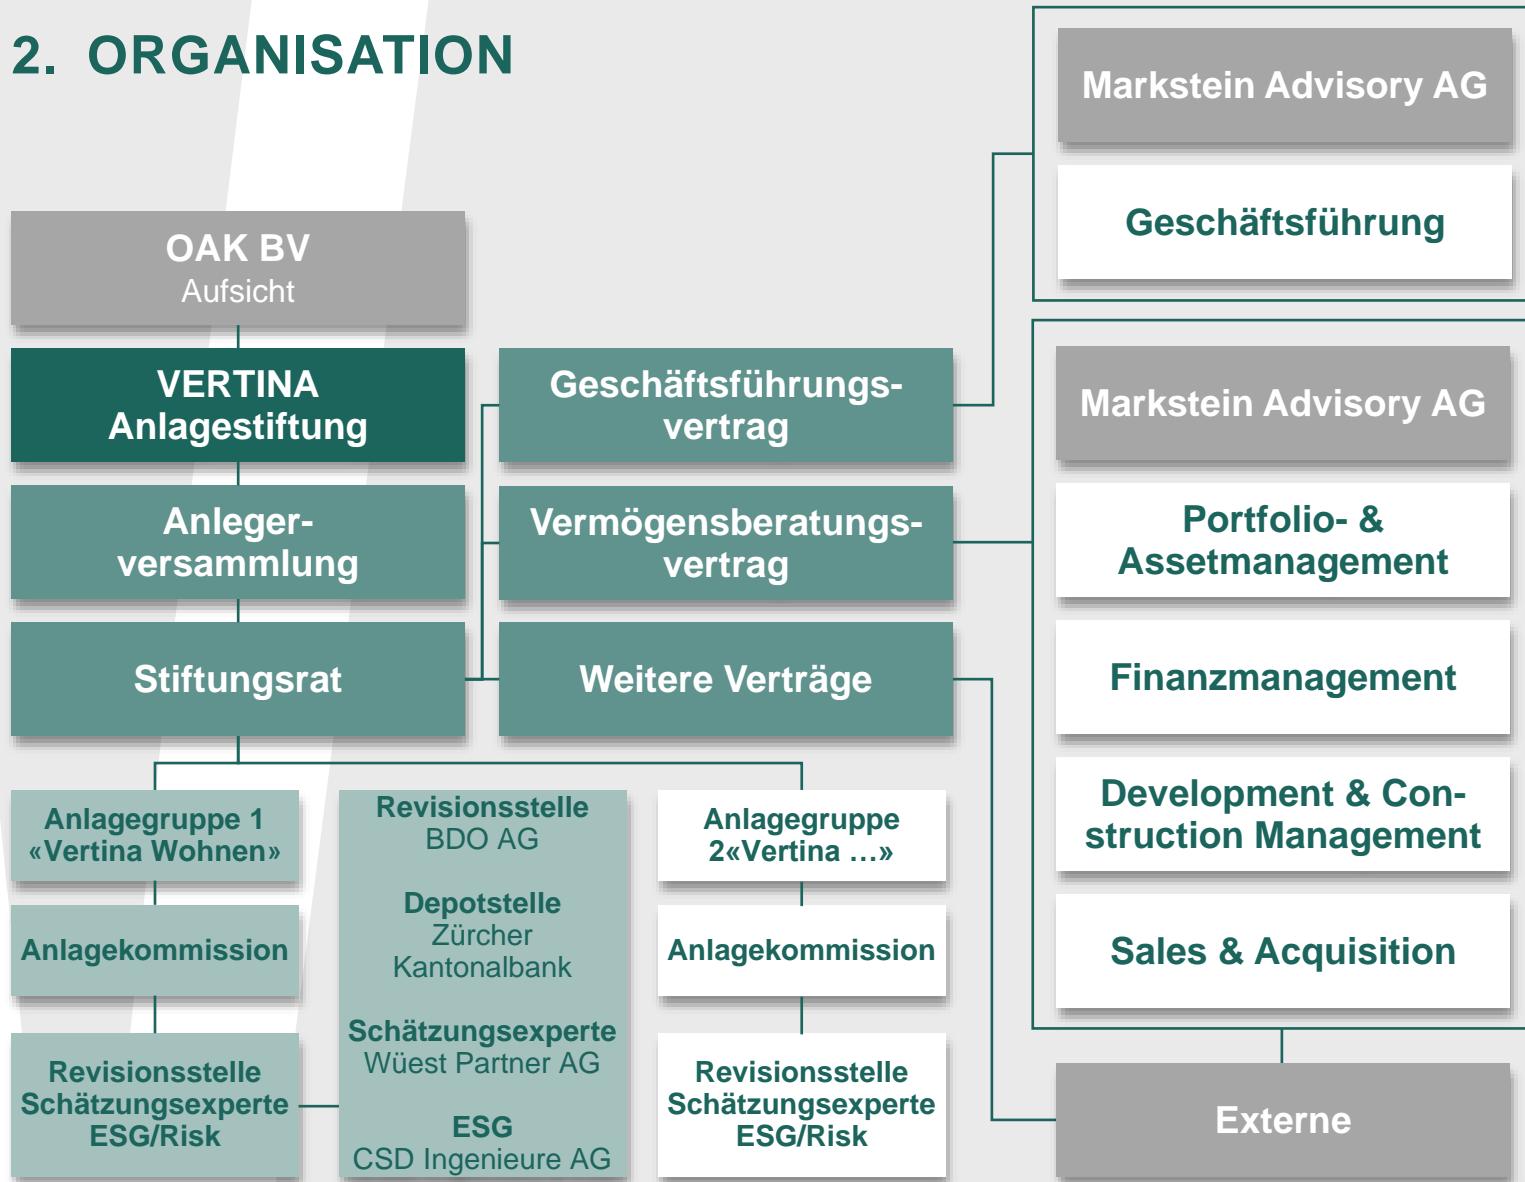 2. ORGANISATION
OAK BV
Aufsicht
VERTINA
Anlagestiftung
Anleger-
versammlung
Stiftungsrat
Geschäftsführungs-
vertrag
Vermögensberatungs-
vertrag
Weitere Verträge
Anlagegruppe 1
«Vertina Wohnen»
Anlagekommission
Revisionsstelle
Schätzungsexperte
ESG/Risk
Revisionsstelle
BDO AG
Depotstelle
Zürcher
Kantonalbank
Schätzungsexperte
Wüest Partner AG
ESG
CSD Ingenieure AG
Anlagegruppe
2«Vertina …»
Anlagekommission
Revisionsstelle
Schätzungsexperte
ESG/Risk
Markstein Advisory AG
Geschäftsführung
Markstein Advisory AG
Portfolio- &
Assetmanagement
Finanzmanagement
Development & Con-
struction Management
Sales & Acquisition
Externe